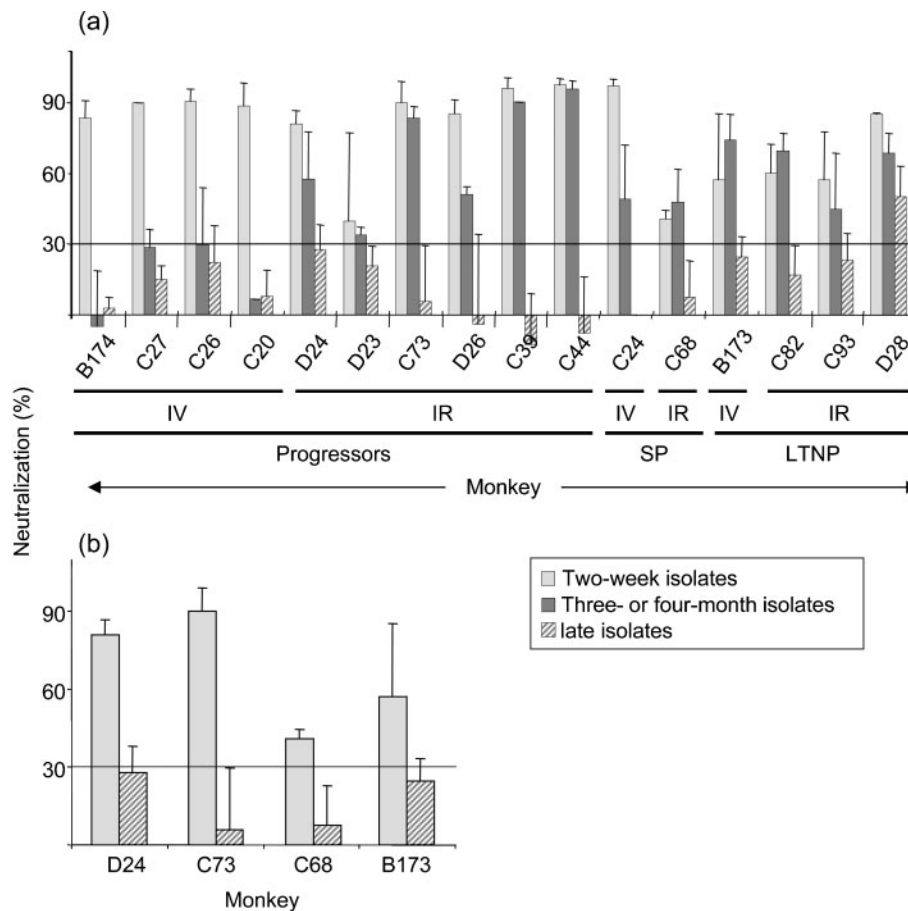 (a)
Neutralization (%)
90
60
30
B174 C27 C26 C20 D24 D23 C73 D26 C39 C44 C24 C68 B173 C82 C93 D28
IV IR IV IR IV IR
Progressors SP LTNP
Monkey
(b)
90
60
30
D24 C73 C68 B173
Monkey
Two-week isolates
Three- or four-month isolates
late isolates